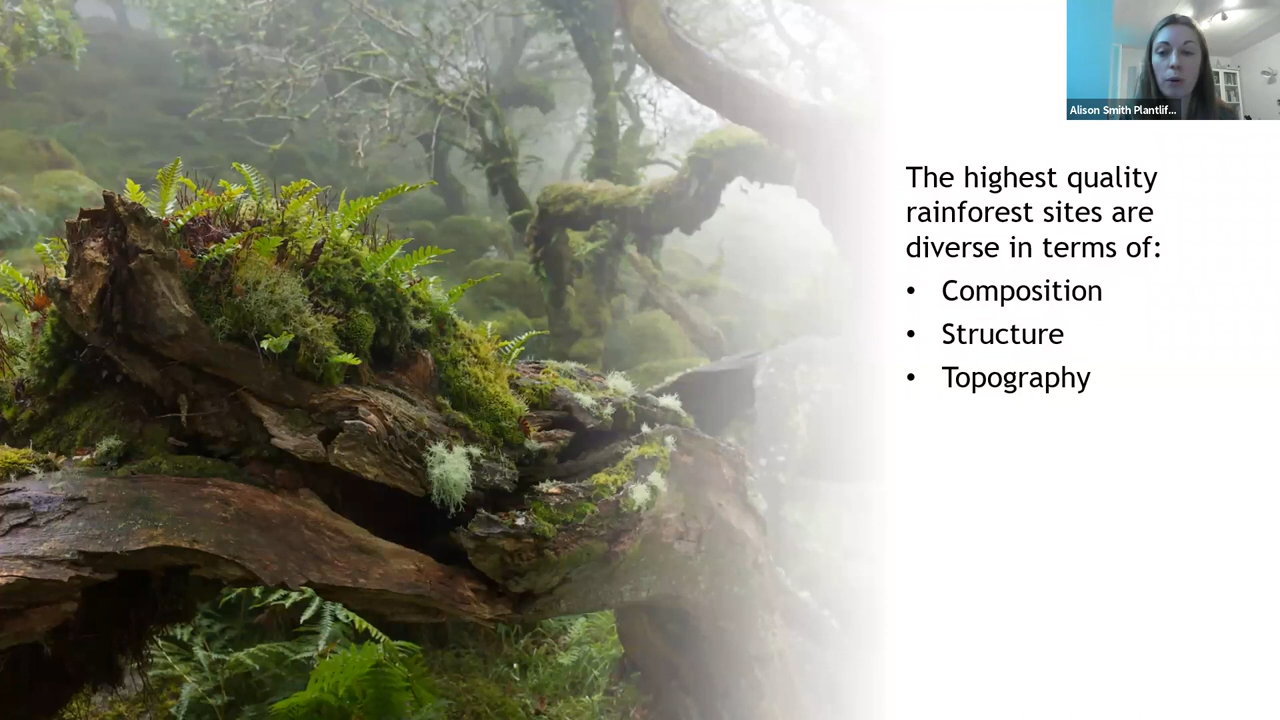 Alison Smith Plantlif...
The highest quality
rainforest sites are
diverse in terms of:
• Composition
• Structure
• Topography